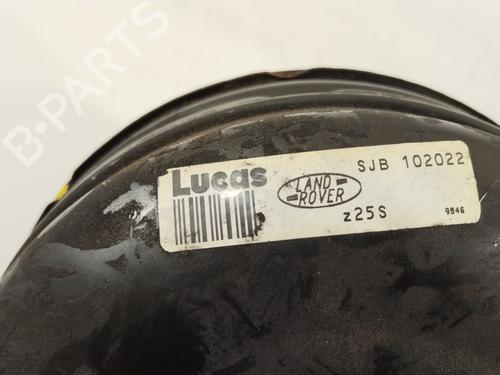 B-PARTS
Lucas
LAND
ROVER
SJB 102022
z25S
9846